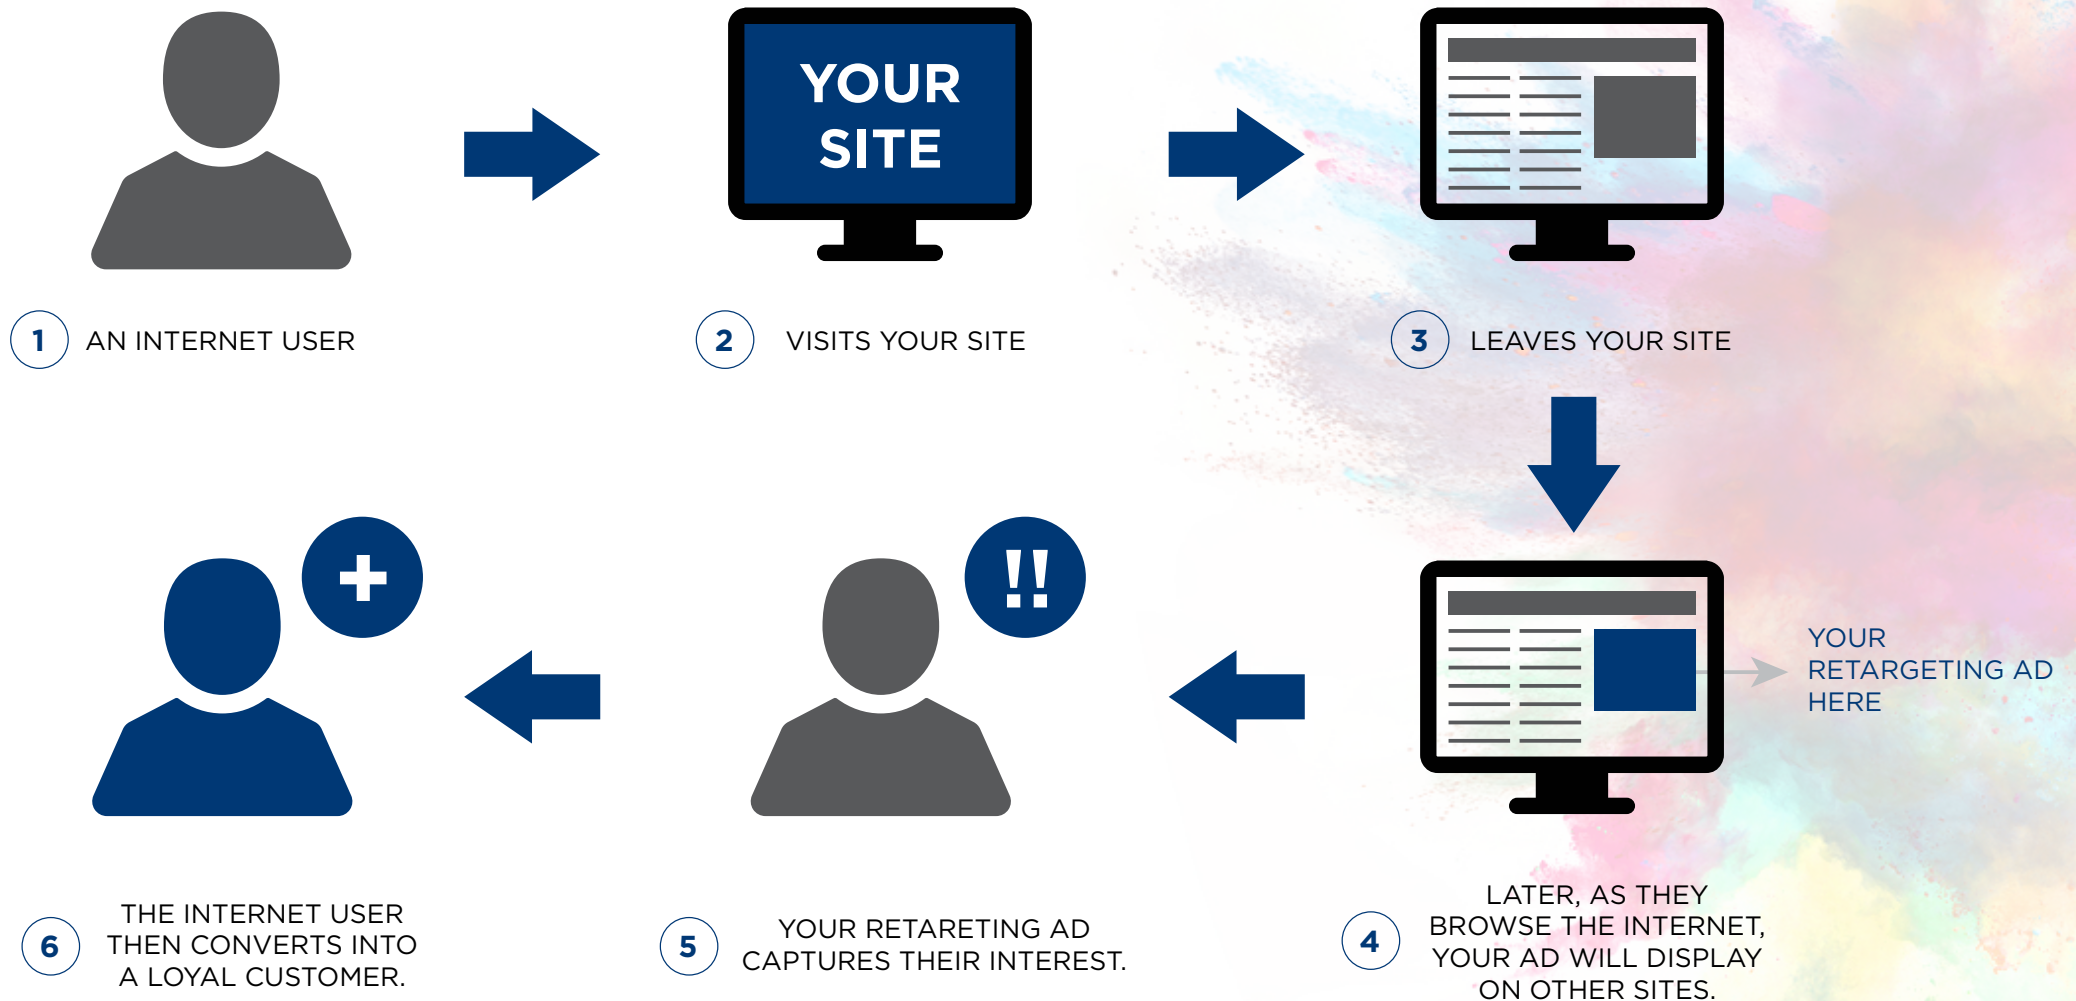 YOUR
SITE
1 AN INTERNET USER
2 VISITS YOUR SITE
3 LEAVES YOUR SITE
YOUR
RETARGETING AD
HERE
4 LATER, AS THEY
BROWSE THE INTERNET,
YOUR AD WILL DISPLAY
ON OTHER SITES.
!!
5 YOUR RETARETING AD
CAPTURES THEIR INTEREST.
+
6 THE INTERNET USER
THEN CONVERTS INTO
A LOYAL CUSTOMER.